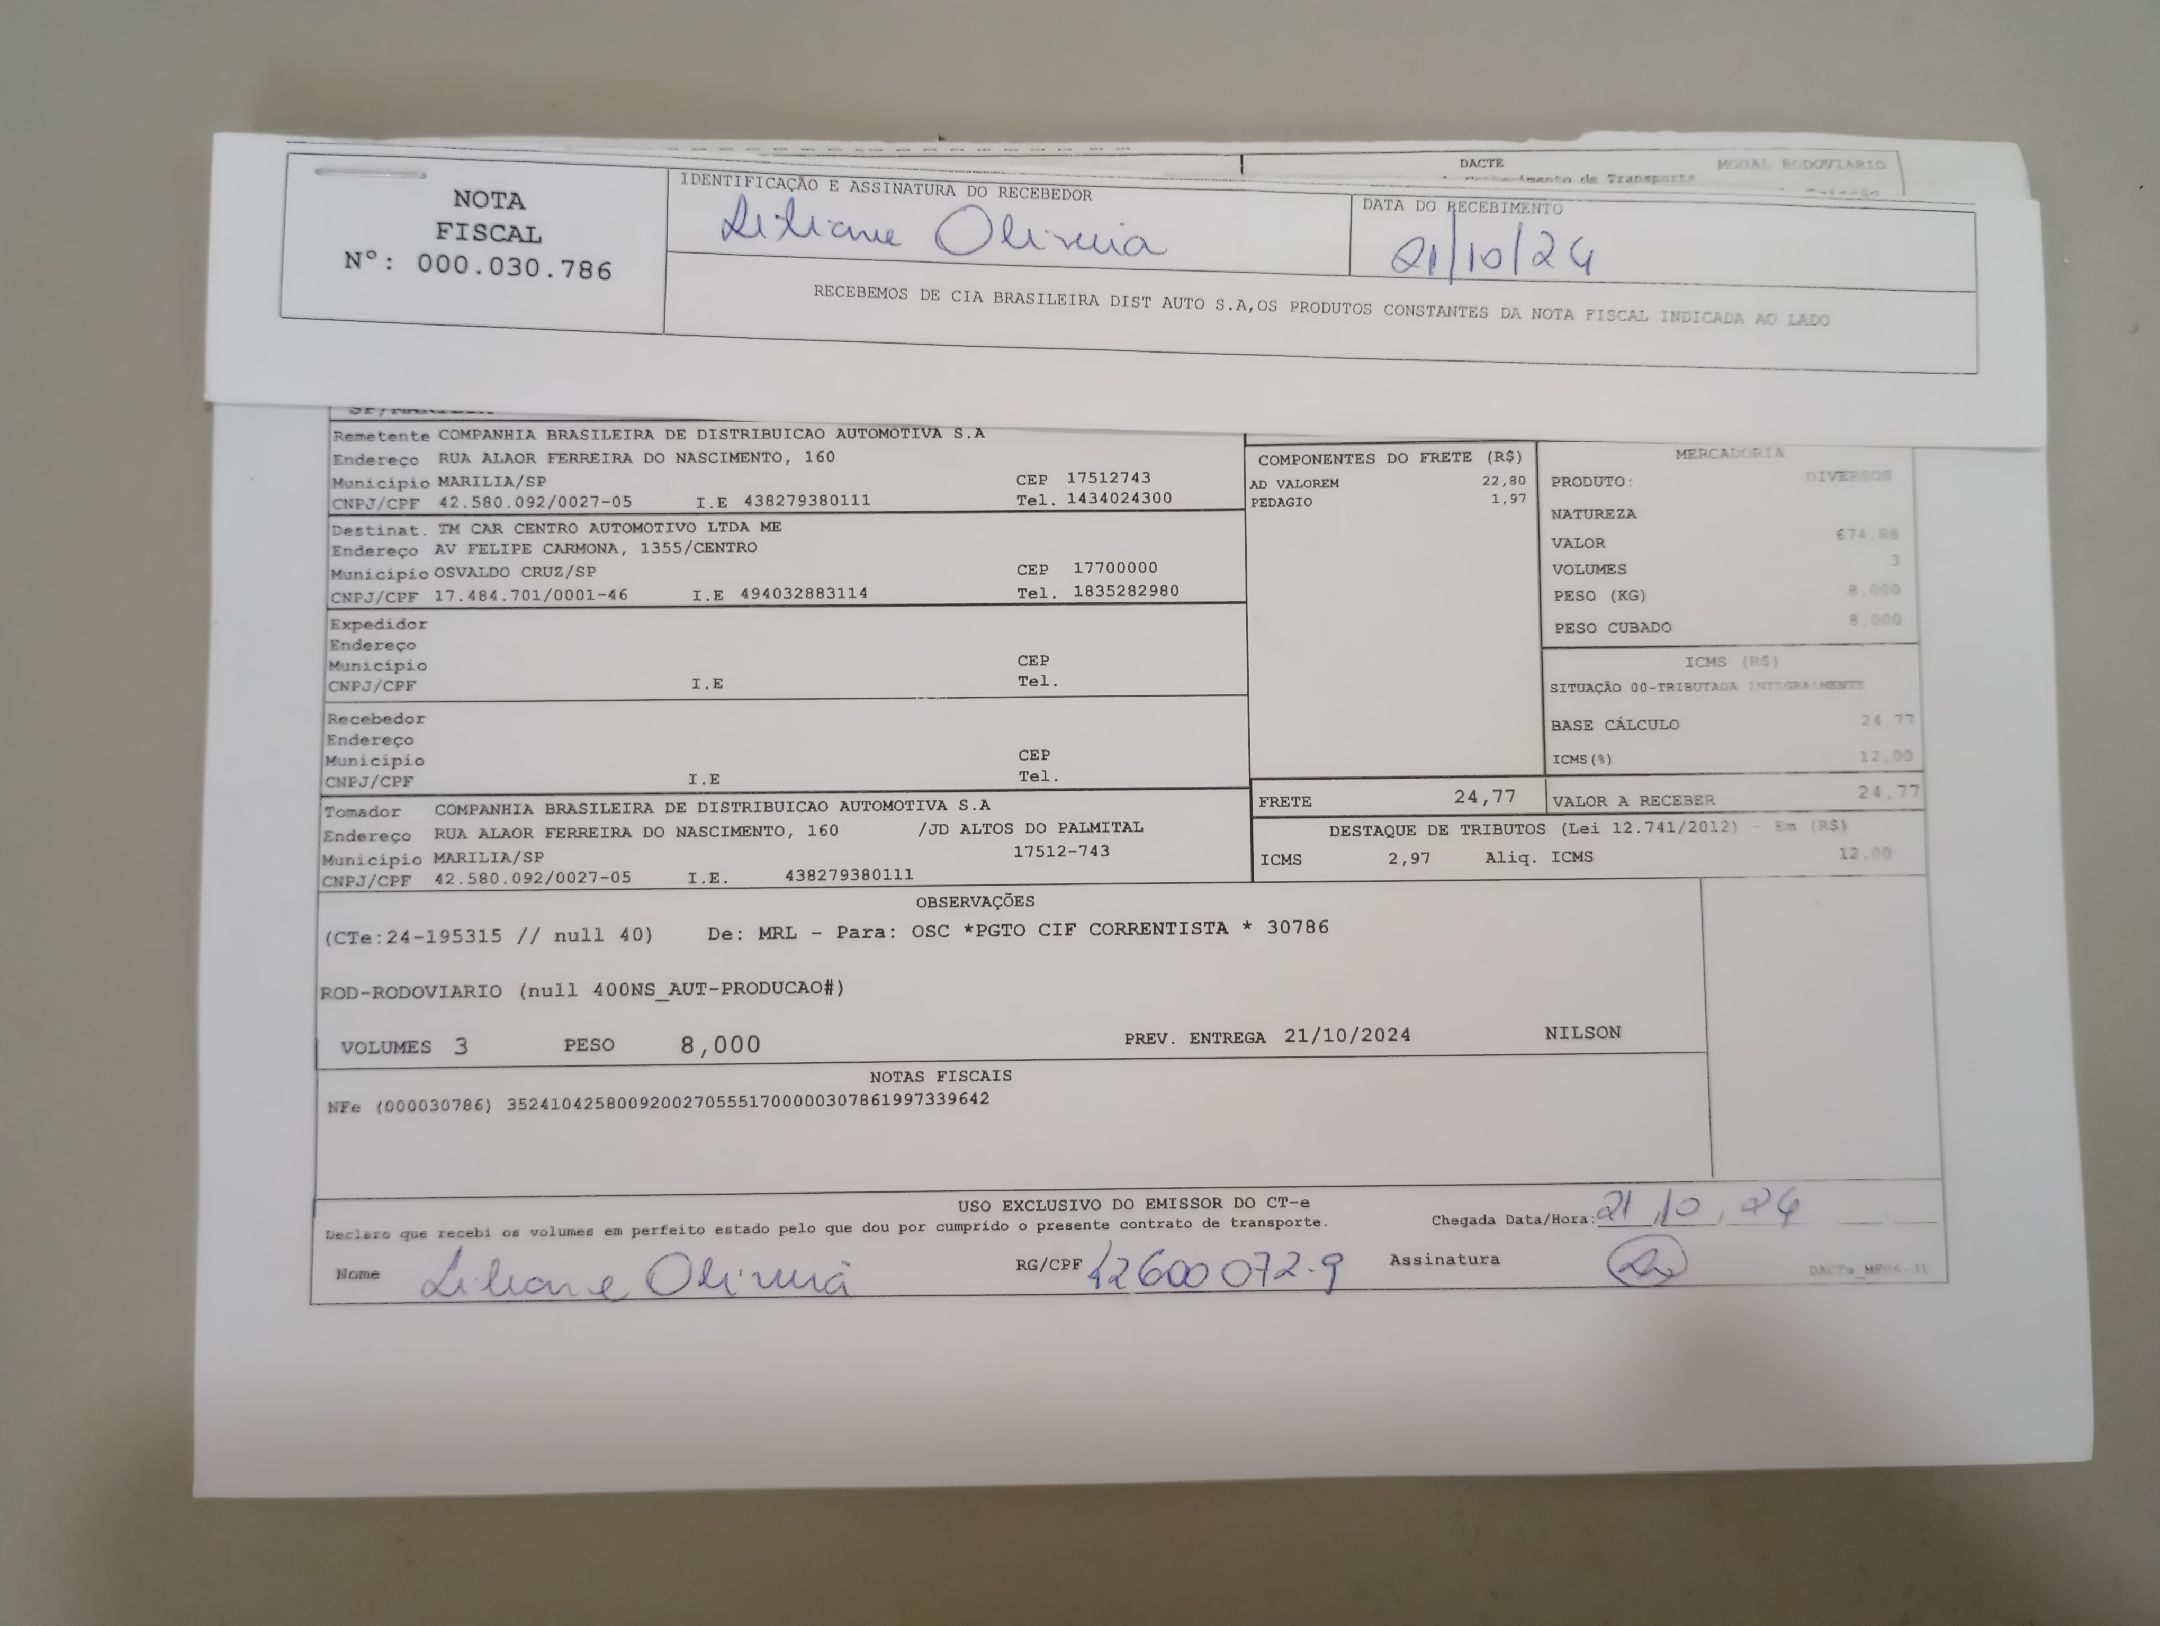 DACTE
MODAL RODOVIARIO
de Transporte
NOTA
FISCAL
Nº: 000.030.786
IDENTIFICAÇÃO E ASSINATURA DO RECEBEDOR
Liliane Oliveira
DATA DO RECEBIMENTO
21/10/24
RECEBEMOS DE CIA BRASILEIRA DIST AUTO S.A,OS PRODUTOS CONSTANTES DA NOTA FISCAL INDICADA AO LADO
Remetente COMPANHIA BRASILEIRA DE DISTRIBUICAO AUTOMOTIVA S.A
Endereço RUA ALAOR FERREIRA DO NASCIMENTO, 160
Município MARILIA/SP CEP 17512743
CNPJ/CPF 42.580.092/0027-05 I.E 438279380111 Tel. 1434024300
Destinat. TM CAR CENTRO AUTOMOTIVO LTDA ME
Endereço AV FELIPE CARMONA, 1355/CENTRO
Município OSVALDO CRUZ/SP CEP 17700000
CNPJ/CPF 17.484.701/0001-46 I.E 494032883114 Tel. 1835282980
Expedidor
Endereço
Município CEP
CNPJ/CPF I.E Tel.
Recebedor
Endereço
Município CEP
CNPJ/CPF I.E Tel.
Tomador COMPANHIA BRASILEIRA DE DISTRIBUICAO AUTOMOTIVA S.A
Endereço RUA ALAOR FERREIRA DO NASCIMENTO, 160 /JD ALTOS DO PALMITAL
Município MARILIA/SP 17512-743
CNPJ/CPF 42.580.092/0027-05 I.E. 438279380111
COMPONENTES DO FRETE (R$)
AD VALOREM 22,80
PEDAGIO 1,97
MERCADORIA
PRODUTO: DIVERSOS
NATUREZA
VALOR 674.88
VOLUMES 3
PESO (KG) 8,000
PESO CUBADO 8.000
ICMS (R$)
SITUAÇÃO 00-TRIBUTADA INTEGRALMENTE
BASE CÁLCULO 24.77
ICMS(%) 12,00
FRETE 24,77
VALOR A RECEBER 24,77
DESTAQUE DE TRIBUTOS (Lei 12.741/2012) - Em (R$)
ICMS 2,97 Aliq. ICMS 12,00
OBSERVAÇÕES
(CTe:24-195315 // null 40) De: MRL - Para: OSC *PGTO CIF CORRENTISTA * 30786
ROD-RODOVIARIO (null 400NS_AUT-PRODUCAO#)
VOLUMES 3 PESO 8,000 PREV. ENTREGA 21/10/2024 NILSON
NOTAS FISCAIS
NFe (000030786) 35241042580092002705551700000307861997339642
USO EXCLUSIVO DO EMISSOR DO CT-e
Declaro que recebi os volumes em perfeito estado pelo que dou por cumprido o presente contrato de transporte.
Chegada Data/Hora: 21/10/24
Nome Liliane Oliveira RG/CPF 42600072-9 Assinatura